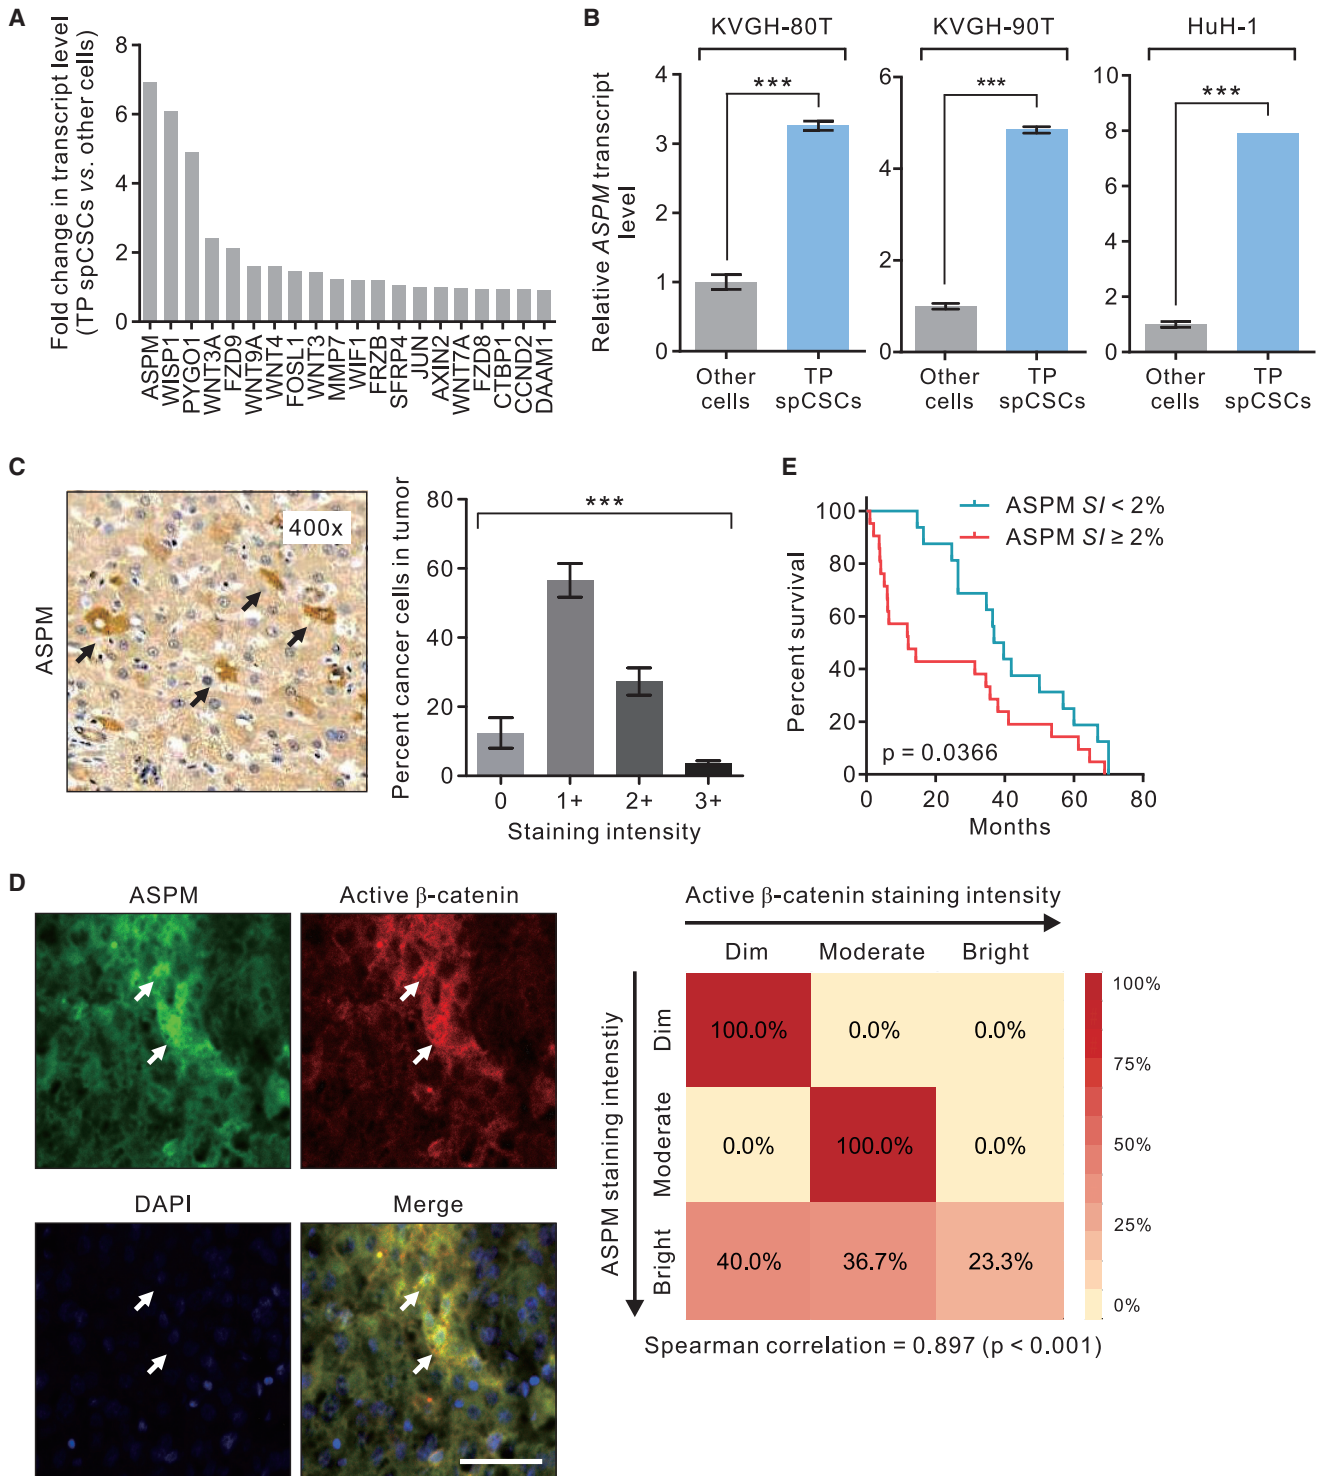 A
Fold change in transcript level
(TP spCSCs vs. other cells)
8
6
4
2
0
ASPM
WISP1
PYGO1
WNT3A
FZD9
WNT9A
WNT4
FOSL1
WNT3
MMP7
WIF1
FRZB
SFRP4
JUN
AXIN2
WNT7A
FZD8
CTBP1
CCND2
DAAM1
B
Relative ASPM transcript
level
KVGH-80T
***
4
3
2
1
0
Other
cells
TP
spCSCs
KVGH-90T
***
6
4
2
0
Other
cells
TP
spCSCs
HuH-1
***
10
8
6
4
2
0
Other
cells
TP
spCSCs
C
ASPM
400x
Percent cancer cells in tumor
80
60
40
20
0
***
0 1+ 2+ 3+
Staining intensity
E
ASPM SI < 2%
ASPM SI ≥ 2%
Percent survival
100
80
60
40
20
0
p = 0.0366
0 20 40 60 80
Months
D
ASPM
Active β-catenin
DAPI
Merge
Active β-catenin staining intensity
Dim Moderate Bright
ASPM staining intenstiy
Dim
100.0% 0.0% 0.0%
Moderate
0.0% 100.0% 0.0%
Bright
40.0% 36.7% 23.3%
100%
75%
50%
25%
0%
Spearman correlation = 0.897 (p < 0.001)